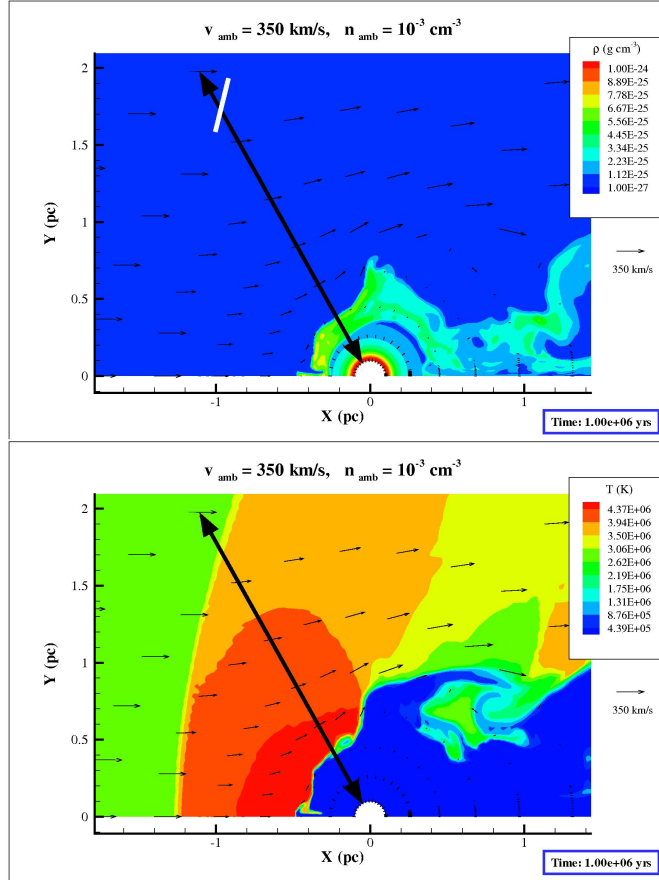 v amb = 350 km/s, n amb = 10⁻³ cm⁻³
ρ (g cm⁻³)
1.00E-24
8.89E-25
7.78E-25
6.67E-25
5.56E-25
4.45E-25
3.34E-25
2.23E-25
1.12E-25
1.00E-27
350 km/s
Y (pc)
2
1.5
1
0.5
0
-1 0 1
X (pc)
Time: 1.00e+06 yrs
v amb = 350 km/s, n amb = 10⁻³ cm⁻³
T (K)
4.37E+06
3.94E+06
3.50E+06
3.06E+06
2.62E+06
2.19E+06
1.75E+06
1.31E+06
8.76E+05
4.39E+05
350 km/s
Y (pc)
2
1.5
1
0.5
0
-1 0 1
X (pc)
Time: 1.00e+06 yrs